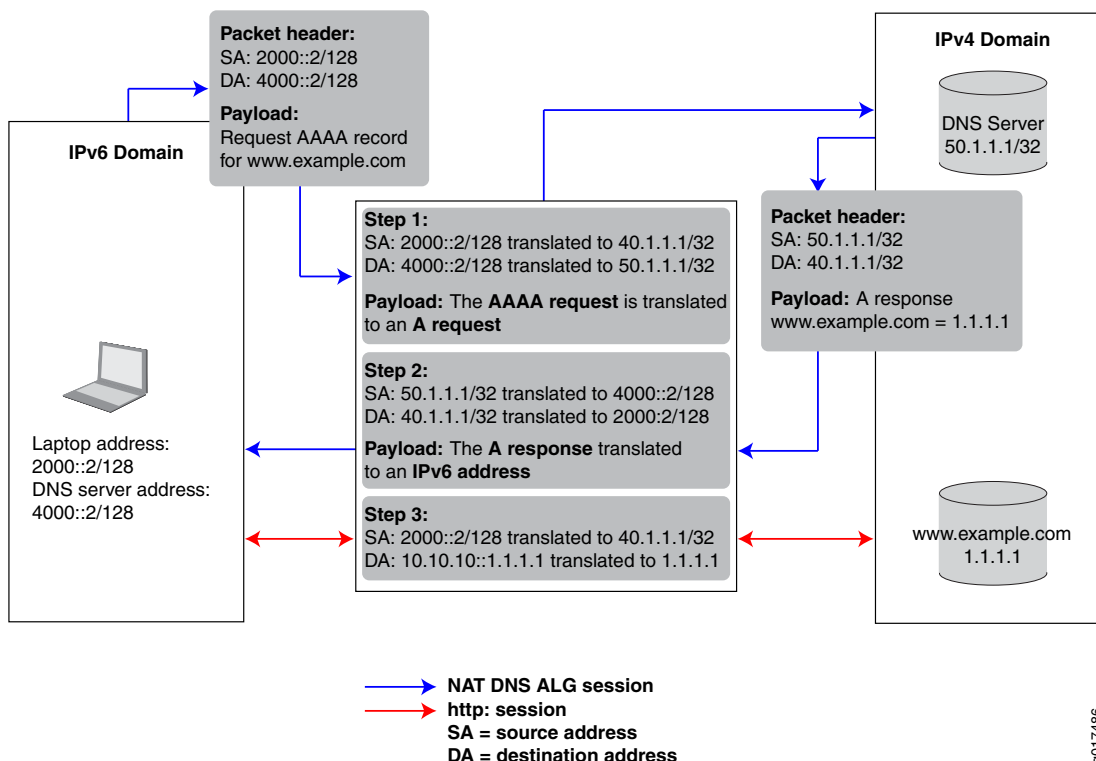 Packet header:
SA: 2000::2/128
DA: 4000::2/128
Payload:
Request AAAA record
for www.example.com
IPv6 Domain
Laptop address:
2000::2/128
DNS server address:
4000::2/128
Step 1:
SA: 2000::2/128 translated to 40.1.1.1/32
DA: 4000::2/128 translated to 50.1.1.1/32
Payload: The AAAA request is translated
to an A request
Step 2:
SA: 50.1.1.1/32 translated to 4000::2/128
DA: 40.1.1.1/32 translated to 2000:2/128
Payload: The A response translated
to an IPv6 address
Step 3:
SA: 2000::2/128 translated to 40.1.1.1/32
DA: 10.10.10::1.1.1.1 translated to 1.1.1.1
IPv4 Domain
DNS Server
50.1.1.1/32
Packet header:
SA: 50.1.1.1/32
DA: 40.1.1.1/32
Payload: A response
www.example.com = 1.1.1.1
www.example.com
1.1.1.1
NAT DNS ALG session
http: session
SA = source address
DA = destination address